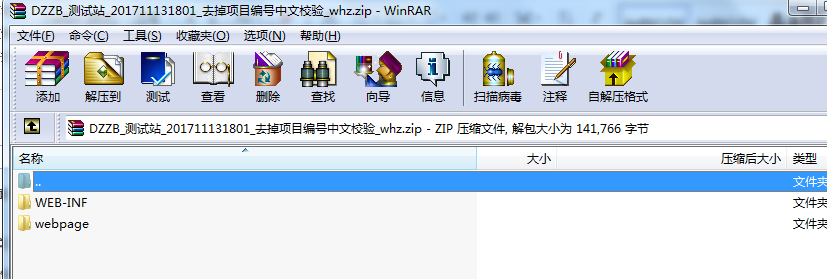 DZZB_测试站_201711131801_去掉项目编号中文校验_whz.zip - WinRAR
文件(F) 命令(C) 工具(S) 收藏夹(O) 选项(N) 帮助(H)
添加 解压到 测试 查看 删除 查找 向导 信息 扫描病毒 注释 自解压格式
DZZB_测试站_201711131801_去掉项目编号中文校验_whz.zip - ZIP 压缩文件, 解包大小为 141,766 字节
名称 大小 压缩后大小 类型
.. 文件夹
WEB-INF 文件夹
webpage 文件夹